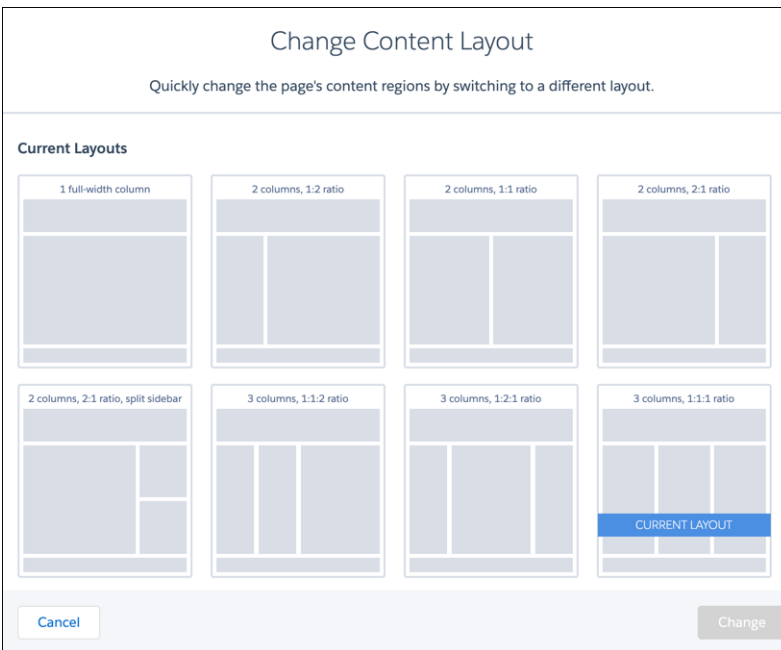 Change Content Layout
Quickly change the page's content regions by switching to a different layout.
Current Layouts
1 full-width column
2 columns, 1:2 ratio
2 columns, 1:1 ratio
2 columns, 2:1 ratio
2 columns, 2:1 ratio, split sidebar
3 columns, 1:1:2 ratio
3 columns, 1:2:1 ratio
3 columns, 1:1:1 ratio
CURRENT LAYOUT
Cancel
Change